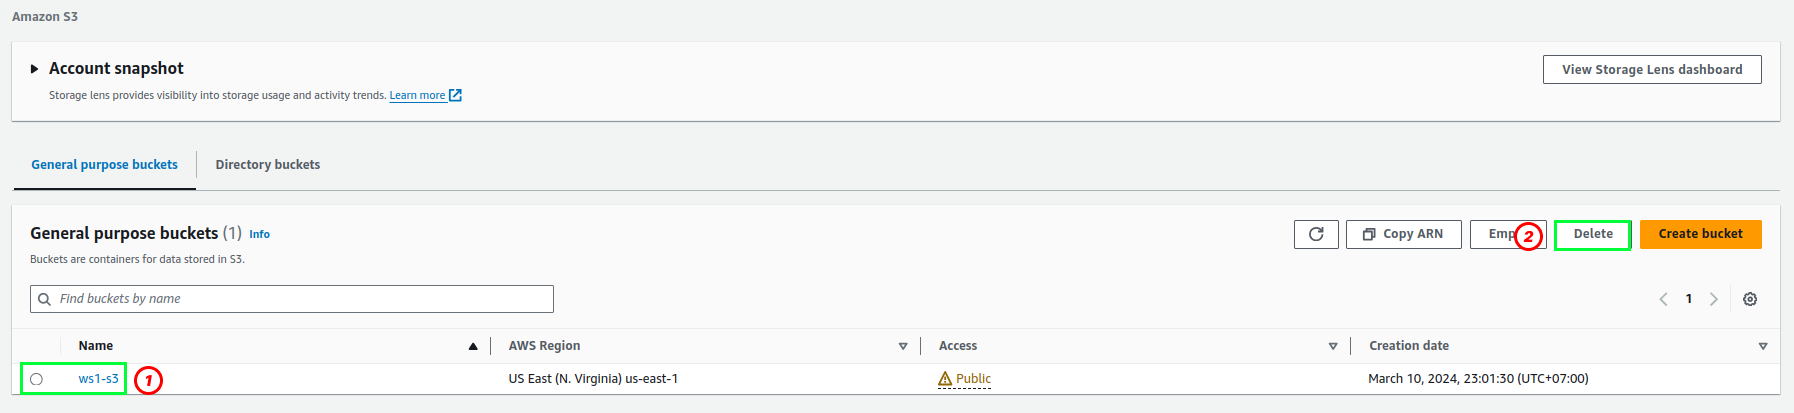 Amazon S3
Account snapshot
View Storage Lens dashboard
Storage lens provides visibility into storage usage and activity trends. Learn more
General purpose buckets
Directory buckets
General purpose buckets (1) Info
Copy ARN
2
Delete
Create bucket
Buckets are containers for data stored in S3.
Find buckets by name
1
Name
AWS Region
Access
Creation date
ws1-s3
1
US East (N. Virginia) us-east-1
Public
March 10, 2024, 23:01:30 (UTC+07:00)